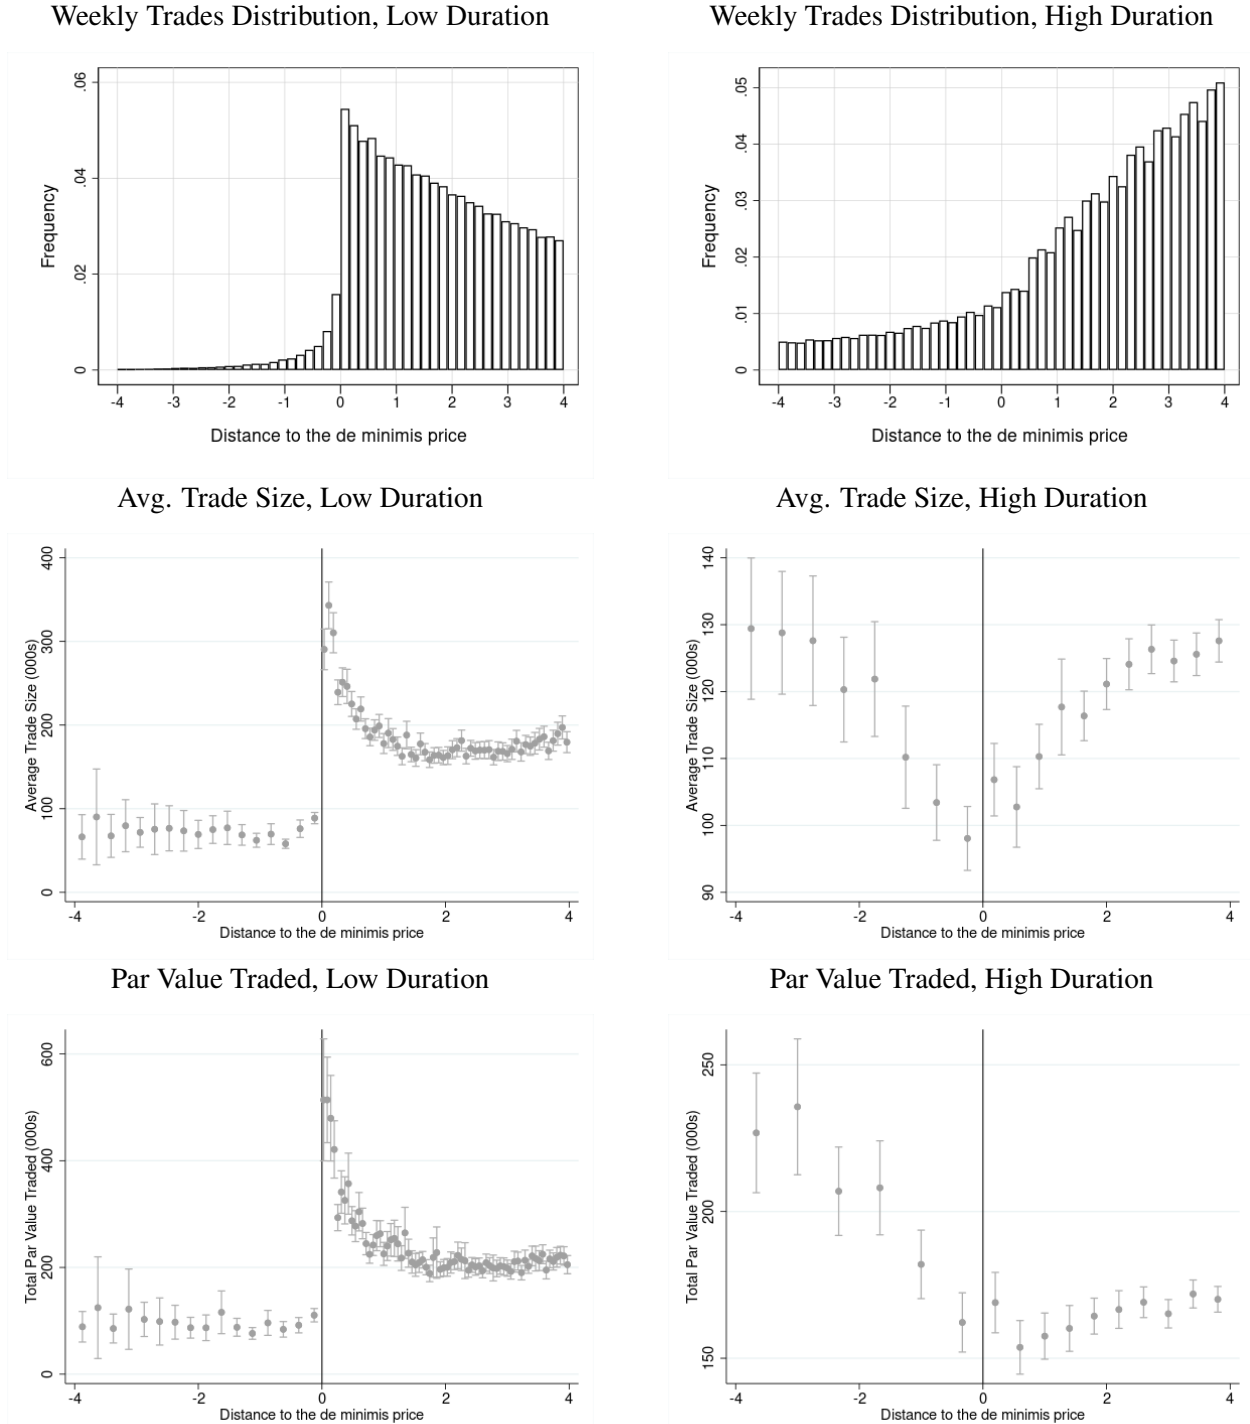 Weekly Trades Distribution, Low Duration
Frequency
.06
.04
.02
0
-4 -3 -2 -1 0 1 2 3 4
Distance to the de minimis price
Weekly Trades Distribution, High Duration
Frequency
.05
.04
.03
.02
.01
0
-4 -3 -2 -1 0 1 2 3 4
Distance to the de minimis price
Avg. Trade Size, Low Duration
Average Trade Size (000s)
400
300
200
100
0
-4 -2 0 2 4
Distance to the de minimis price
Avg. Trade Size, High Duration
Average Trade Size (000s)
140
130
120
110
100
90
-4 -2 0 2 4
Distance to the de minimis price
Par Value Traded, Low Duration
Total Par Value Traded (000s)
600
400
200
0
-4 -2 0 2 4
Distance to the de minimis price
Par Value Traded, High Duration
Total Par Value Traded (000s)
250
200
150
-4 -2 0 2 4
Distance to the de minimis price